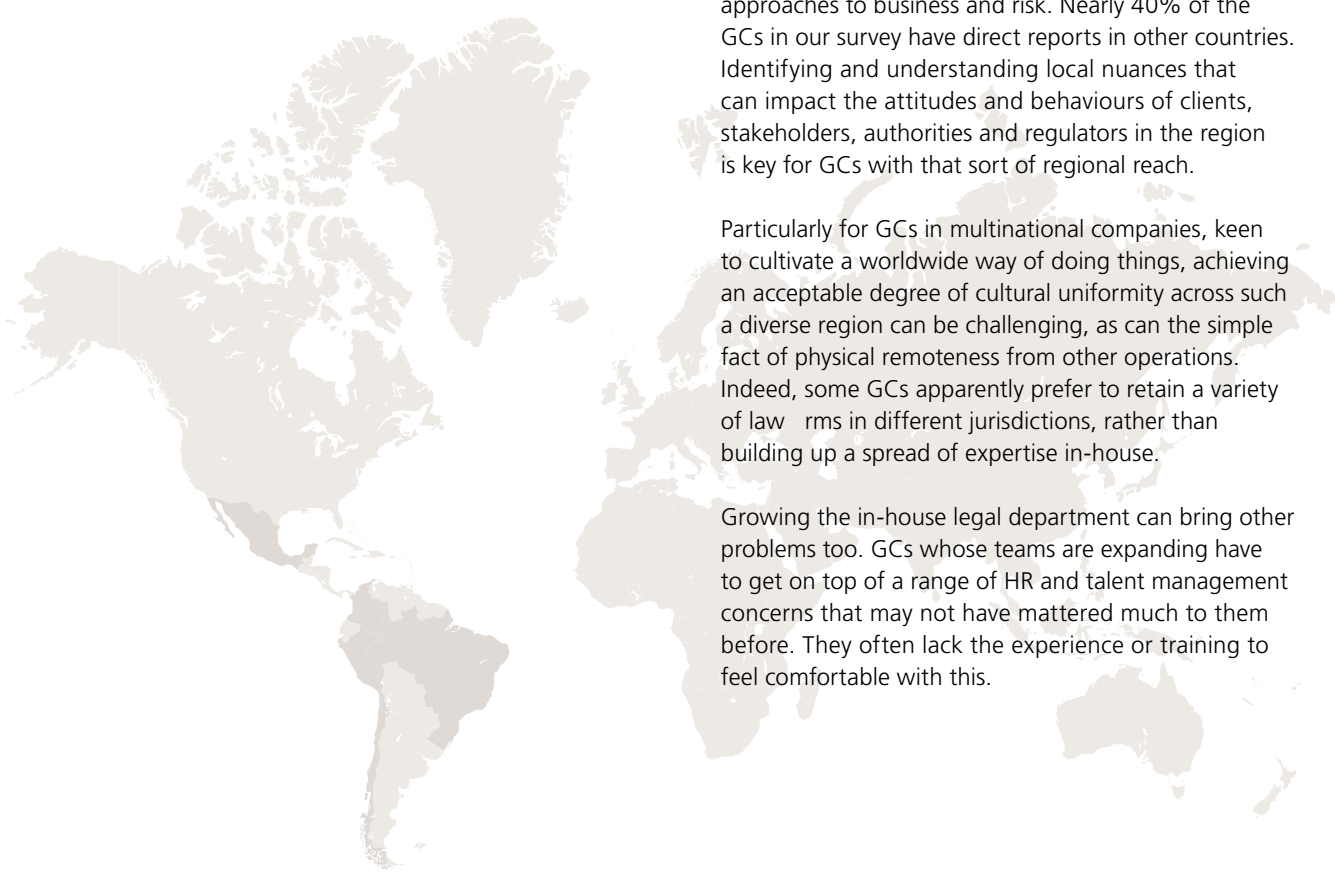 approaches to business and risk. Nearly 40% of the
GCs in our survey have direct reports in other countries.
Identifying and understanding local nuances that
can impact the attitudes and behaviours of clients,
stakeholders, authorities and regulators in the region
is key for GCs with that sort of regional reach.
Particularly for GCs in multinational companies, keen
to cultivate a worldwide way of doing things, achieving
an acceptable degree of cultural uniformity across such
a diverse region can be challenging, as can the simple
fact of physical remoteness from other operations.
Indeed, some GCs apparently prefer to retain a variety
of law   rms in different jurisdictions, rather than
building up a spread of expertise in-house.
Growing the in-house legal department can bring other
problems too. GCs whose teams are expanding have
to get on top of a range of HR and talent management
concerns that may not have mattered much to them
before. They often lack the experience or training to
feel comfortable with this.